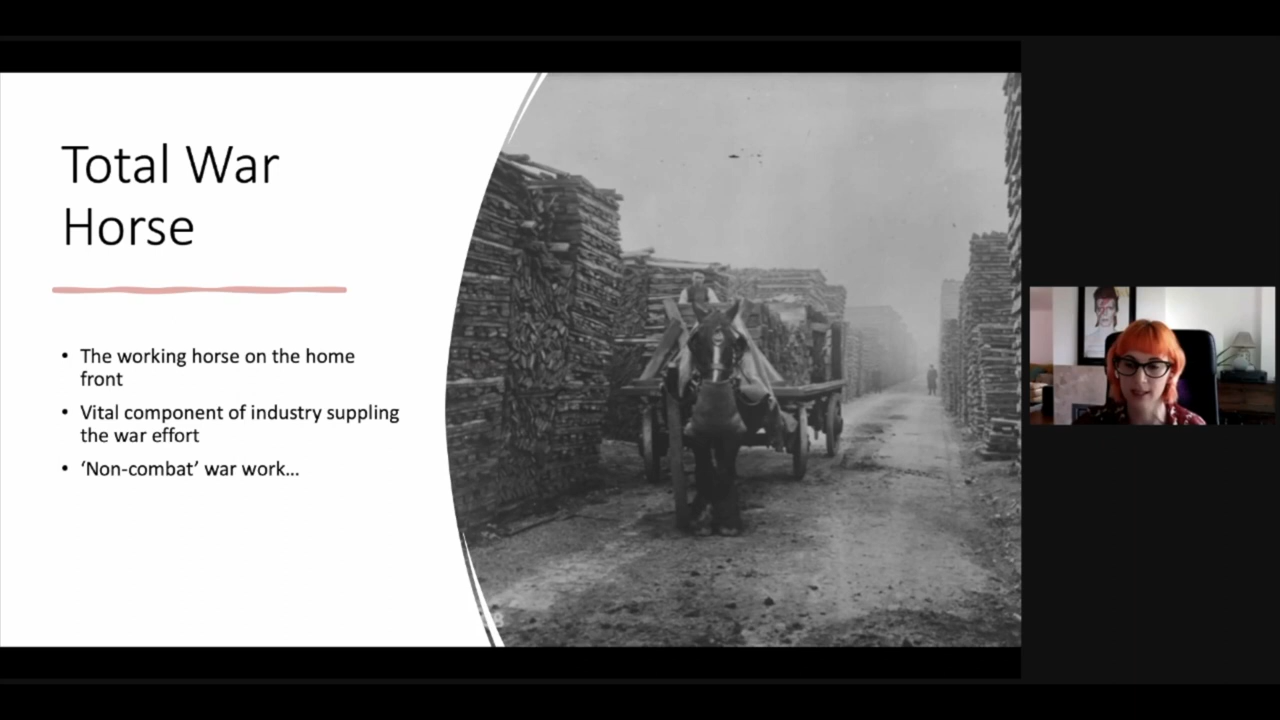 Total War
Horse
• The working horse on the home
front
• Vital component of industry suppling
the war effort
• ‘Non-combat’ war work...